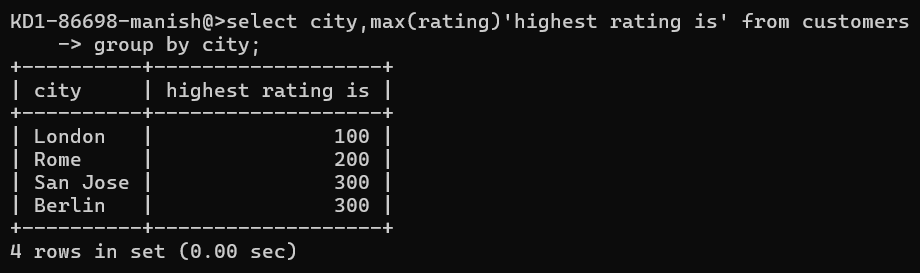 KD1-86698-manish@>select city,max(rating)'highest rating is' from customers
    -> group by city;
+----------+-------------------+
| city     | highest rating is |
+----------+-------------------+
| London   |               100 |
| Rome     |               200 |
| San Jose |               300 |
| Berlin   |               300 |
+----------+-------------------+
4 rows in set (0.00 sec)